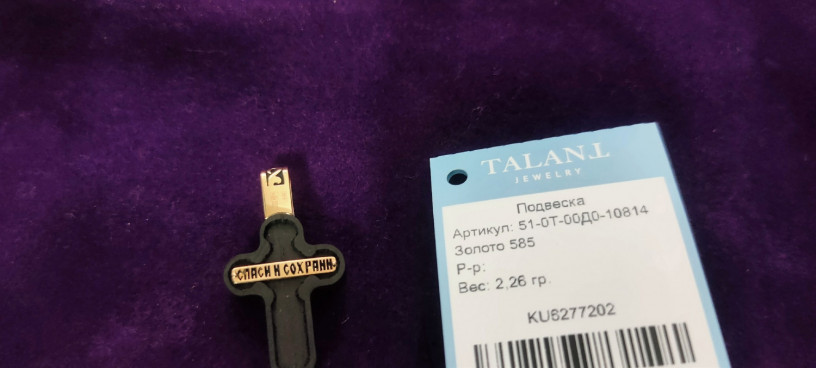 СПАСИ И СОХРАНИ
TALANT
JEWELRY
Подвеска
Артикул: 51-0Т-00Д0-10814
Золото 585
Р-р:
Вес: 2,26 гр.
KU6277202